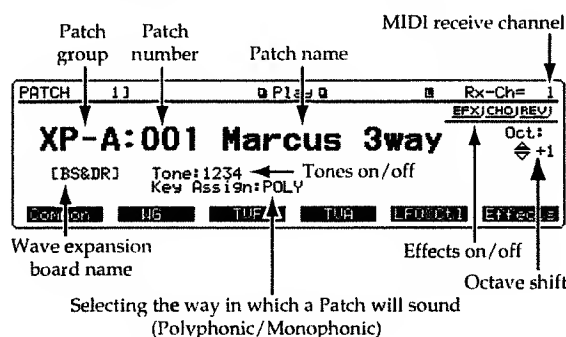 MIDI receive channel
Patch group
Patch number
Patch name
PATCH 1] Play Rx-Ch= 1
EFX CHO REV
XP-A:001 Marcus 3way
Oct:
+1
[BS&DR] Tone:1234
Tones on/off
Key Assign:POLY
Common WG TVF TVA LFO&Ctl Effects
Wave expansion board name
Effects on/off
Octave shift
Selecting the way in which a Patch will sound
(Polyphonic/Monophonic)